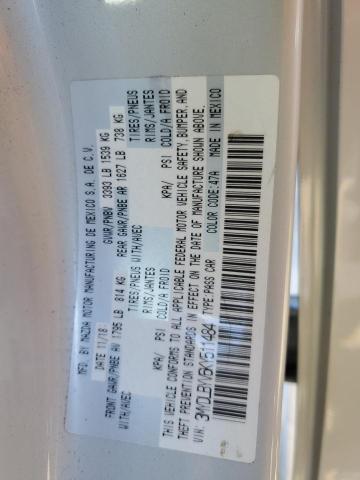 MFD. BY MAZDA MOTOR MANUFACTURING DE MEXICO S.A. DE C.V.
DATE: 11/18 GVWR/PNBV 3393 LB 1539 KG
FRONT GAWR/PNBE AV 1795 LB 814 KG REAR GAWR/PNBE AR 1627 LB 738 KG
WITH/AVEC TIRES/PNEUS WITH/AVEC TIRES/PNEUS
RIMS/JANTES RIMS/JANTES
KPA/ PSI COLD/A FROID KPA/ PSI COLD/A FROID
THIS VEHICLE CONFORMS TO ALL APPLICABLE FEDERAL MOTOR VEHICLE SAFETY, BUMPER, AND
THEFT PREVENTION STANDARDS IN EFFECT ON THE DATE OF MANUFACTURE SHOWN ABOVE.
VIN: TYPE:PASS CAR COLOR CODE:47A MADE IN MEXICO